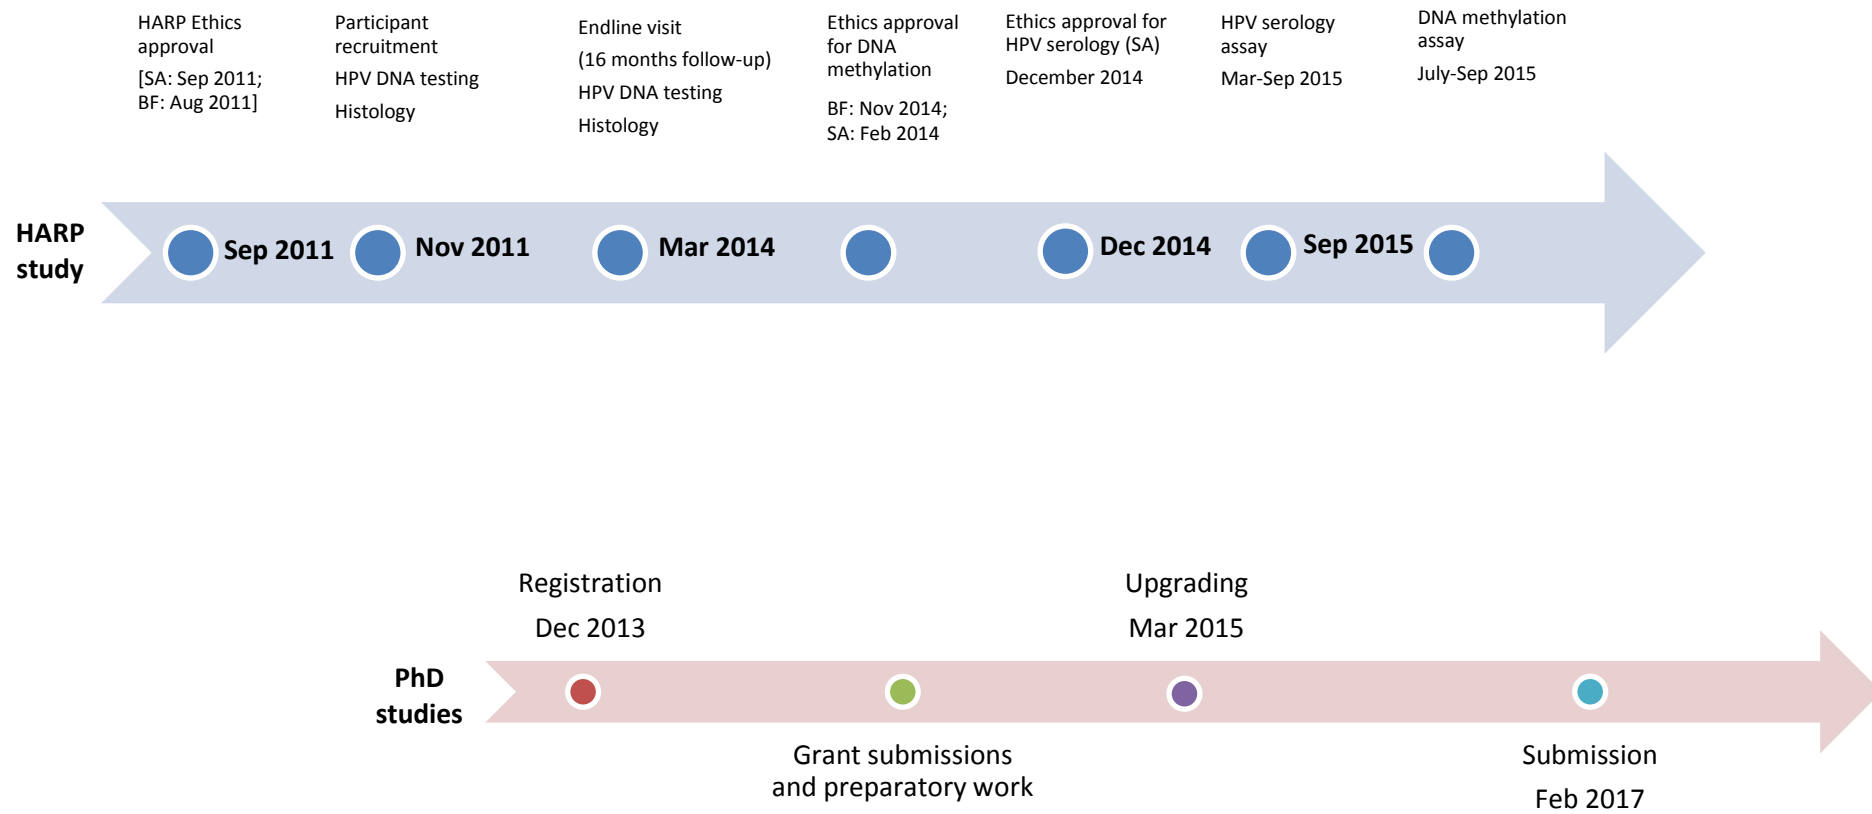 HARP Ethics
approval
[SA: Sep 2011;
BF: Aug 2011]
Participant
recruitment
HPV DNA testing
Histology
Endline visit
(16 months follow-up)
HPV DNA testing
Histology
Ethics approval
for DNA
methylation
BF: Nov 2014;
SA: Feb 2014
Ethics approval for
HPV serology (SA)
December 2014
HPV serology
assay
Mar-Sep 2015
DNA methylation
assay
July-Sep 2015
HARP
study
Sep 2011
Nov 2011
Mar 2014
Dec 2014
Sep 2015
Registration
Dec 2013
Upgrading
Mar 2015
PhD
studies
Grant submissions
and preparatory work
Submission
Feb 2017